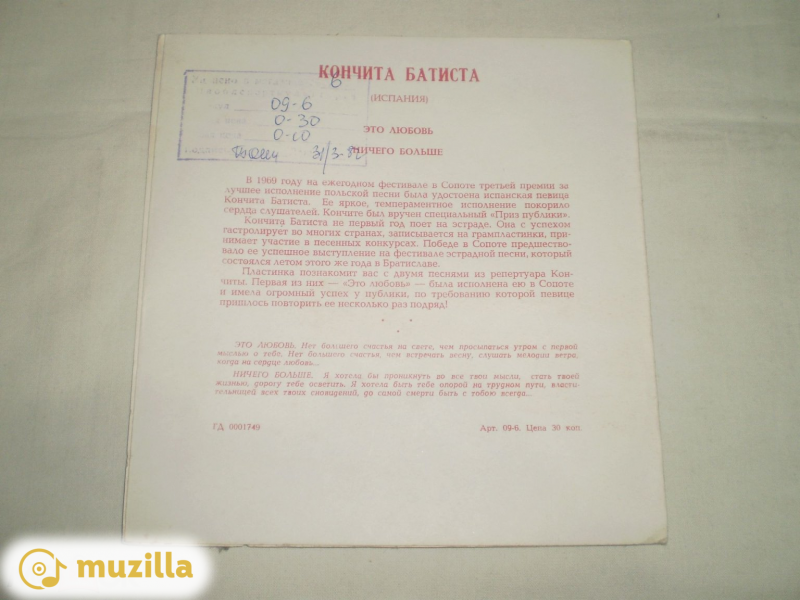 КОНЧИТА БАТИСТА
6
(ИСПАНИЯ)
09-6
0-30
0-10
31/3-82
ЭТО ЛЮБОВЬ
НИЧЕГО БОЛЬШЕ
В 1969 году на ежегодном фестивале в Сопоте третьей премии за
лучшее исполнение польской песни была удостоена испанская певица
Кончита Батиста. Ее яркое, темпераментное исполнение покорило
сердца слушателей. Кончите был вручен специальный «Приз публики».
Кончита Батиста не первый год поет на эстраде. Она с успехом
гастролирует во многих странах, записывается на грампластинки, при-
нимает участие в песенных конкурсах. Победе в Сопоте предшество-
вало ее успешное выступление на фестивале эстрадной песни, который
состоялся летом этого же года в Братиславе.
Пластинка познакомит вас с двумя песнями из репертуара Кон-
читы. Первая из них — «Это любовь» — была исполнена ею в Сопоте
и имела огромный успех у публики, по требованию которой певице
пришлось повторить ее несколько раз подряд!
ЭТО ЛЮБОВЬ. Нет большего счастья на свете, чем просыпаться утром с первой
мыслью о тебе. Нет большего счастья, чем встречать весну, слушать мелодии ветра,
когда на сердце любовь...
НИЧЕГО БОЛЬШЕ. Я хотела бы проникнуть во все твои мысли, стать твоей
жизнью, дорогу тебе осветить. Я хотела быть тебе опорой на трудном пути, власти-
тельницей всех твоих сновидений, до самой смерти быть с тобою всегда...
ГД 0001749
Арт. 09-6. Цена 30 коп.
muzilla